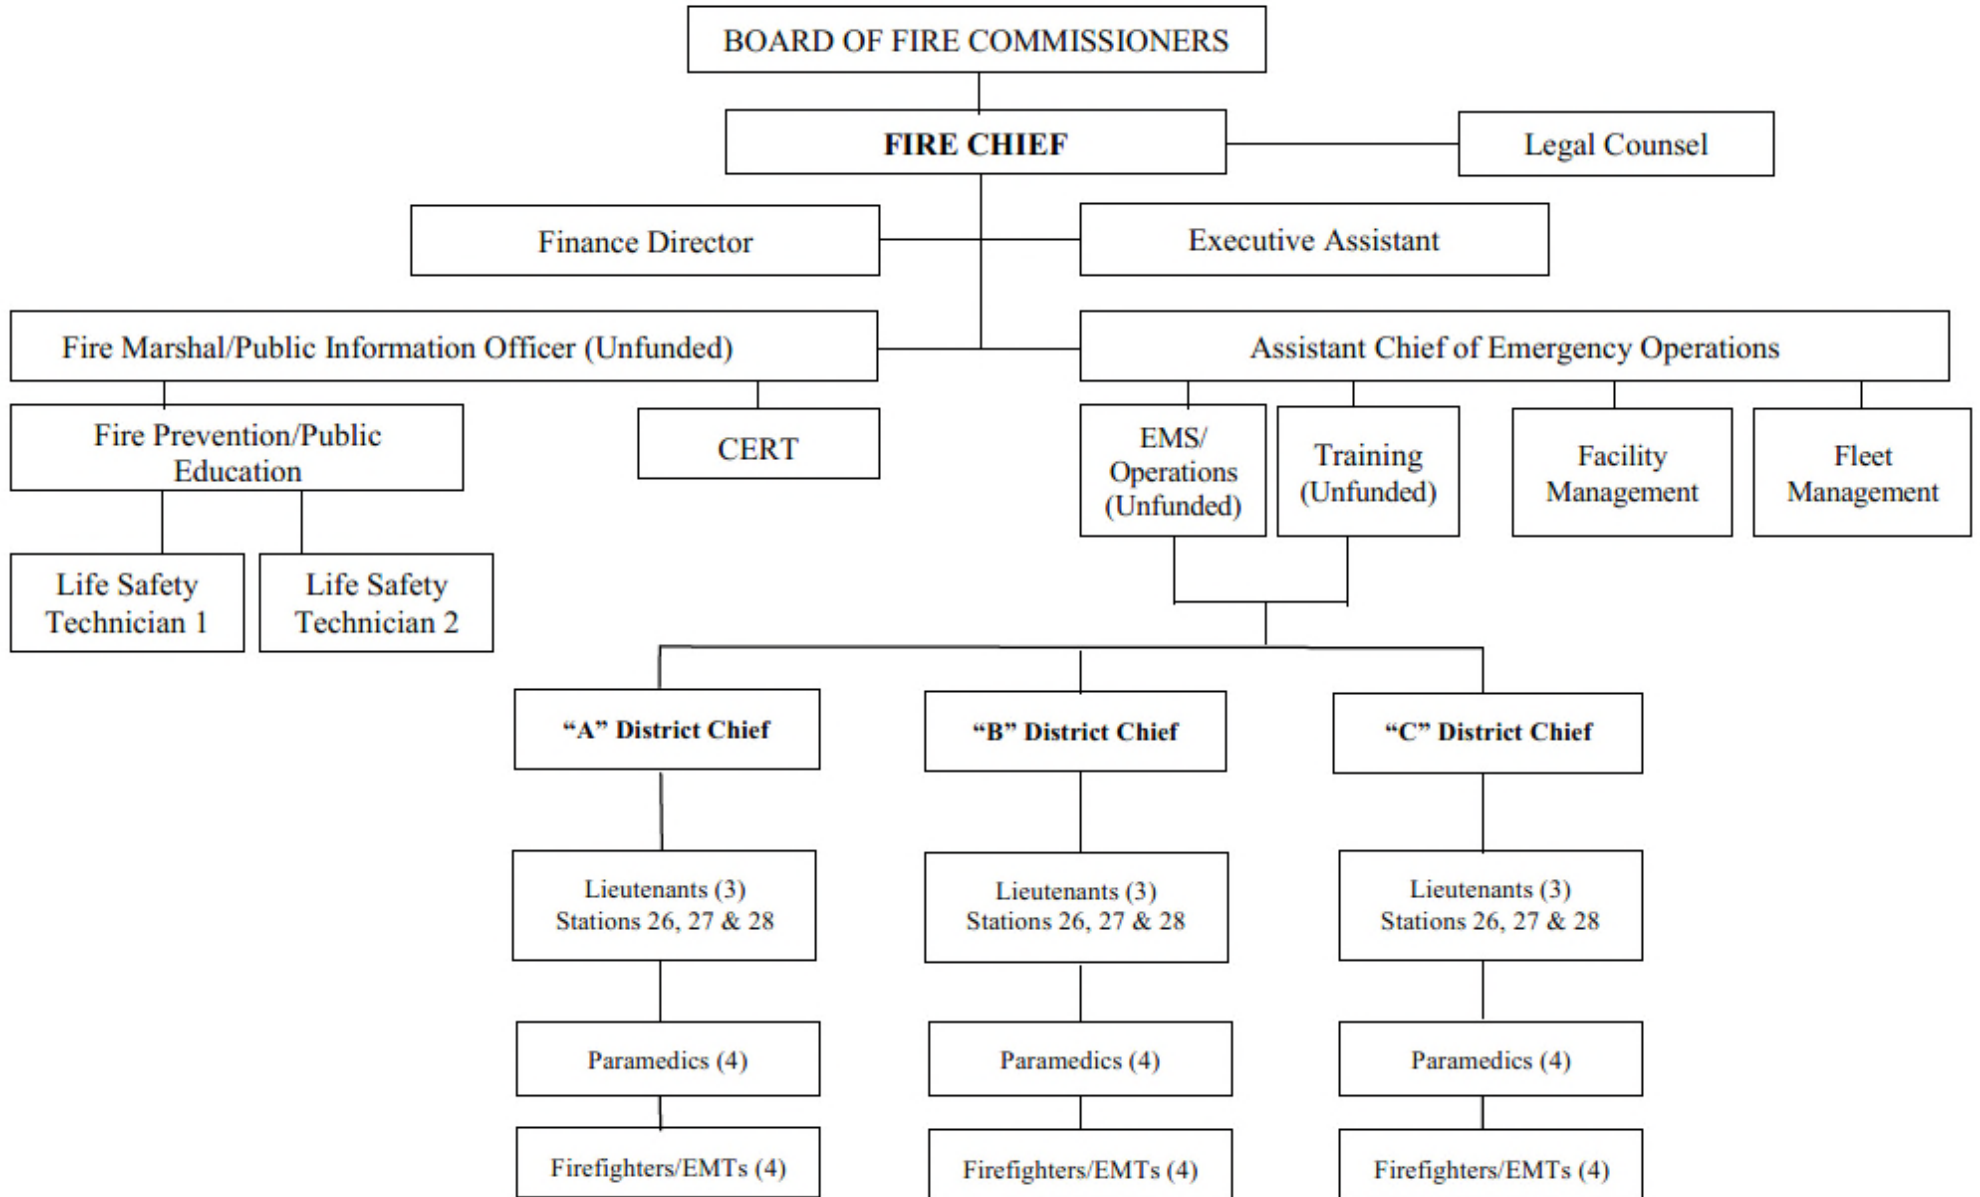 BOARD OF FIRE COMMISSIONERS
FIRE CHIEF
Legal Counsel
Finance Director
Executive Assistant
Fire Marshal/Public Information Officer (Unfunded)
Assistant Chief of Emergency Operations
Fire Prevention/Public
Education
CERT
EMS/
Operations
(Unfunded)
Training
(Unfunded)
Facility
Management
Fleet
Management
Life Safety
Technician 1
Life Safety
Technician 2
“A” District Chief
“B” District Chief
“C” District Chief
Lieutenants (3)
Stations 26, 27 & 28
Lieutenants (3)
Stations 26, 27 & 28
Lieutenants (3)
Stations 26, 27 & 28
Paramedics (4)
Paramedics (4)
Paramedics (4)
Firefighters/EMTs (4)
Firefighters/EMTs (4)
Firefighters/EMTs (4)